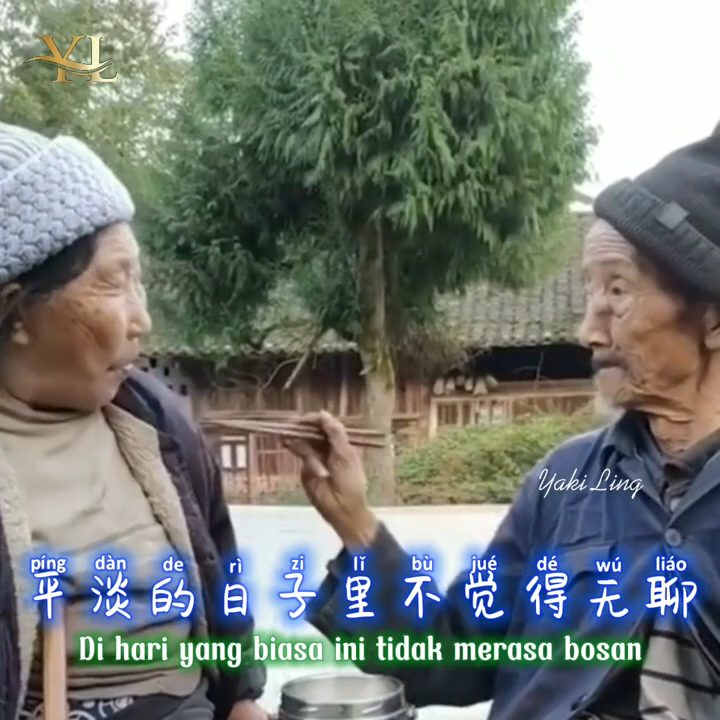 YL
Yaki Ling
píng dàn de rì zi lǐ bù jué dé wú liáo
平淡的日子里不觉得无聊
Di hari yang biasa ini tidak merasa bosan